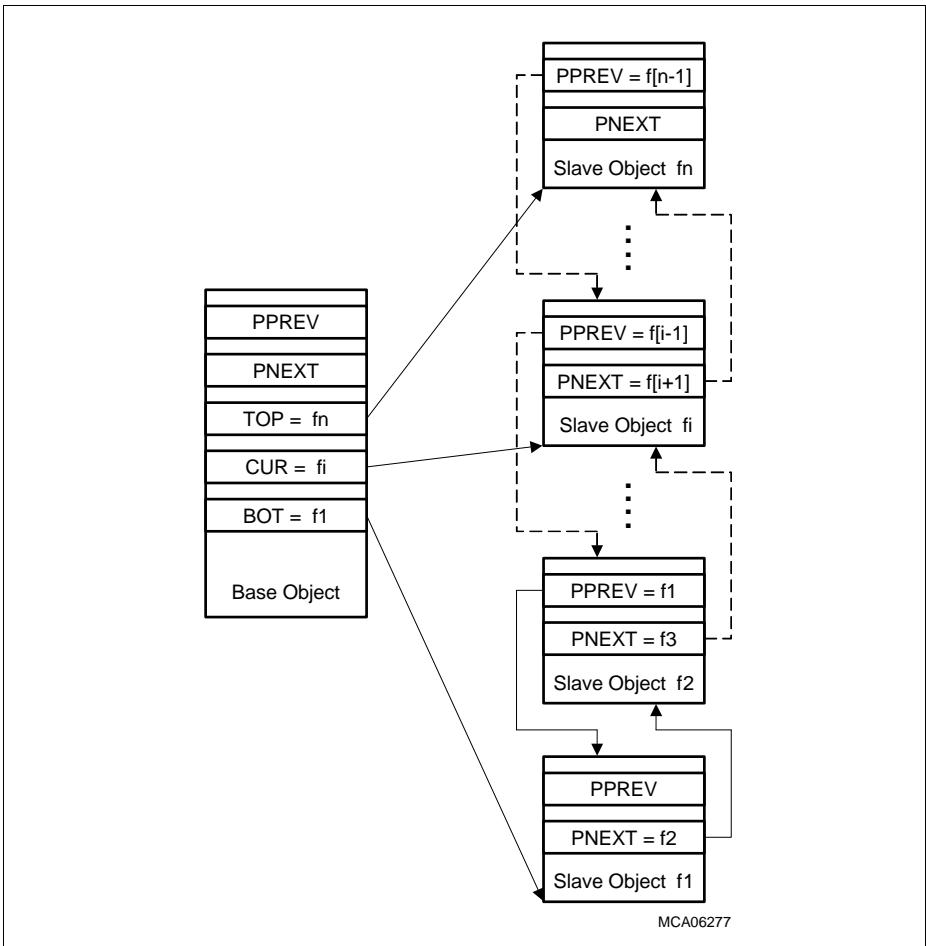 PPREV = f[n-1]
PNEXT
Slave Object fn
PPREV
PNEXT
TOP = fn
CUR = fi
BOT = f1
Base Object
PPREV = f[i-1]
PNEXT = f[i+1]
Slave Object fi
PPREV = f1
PNEXT = f3
Slave Object f2
PPREV
PNEXT = f2
Slave Object f1
MCA06277